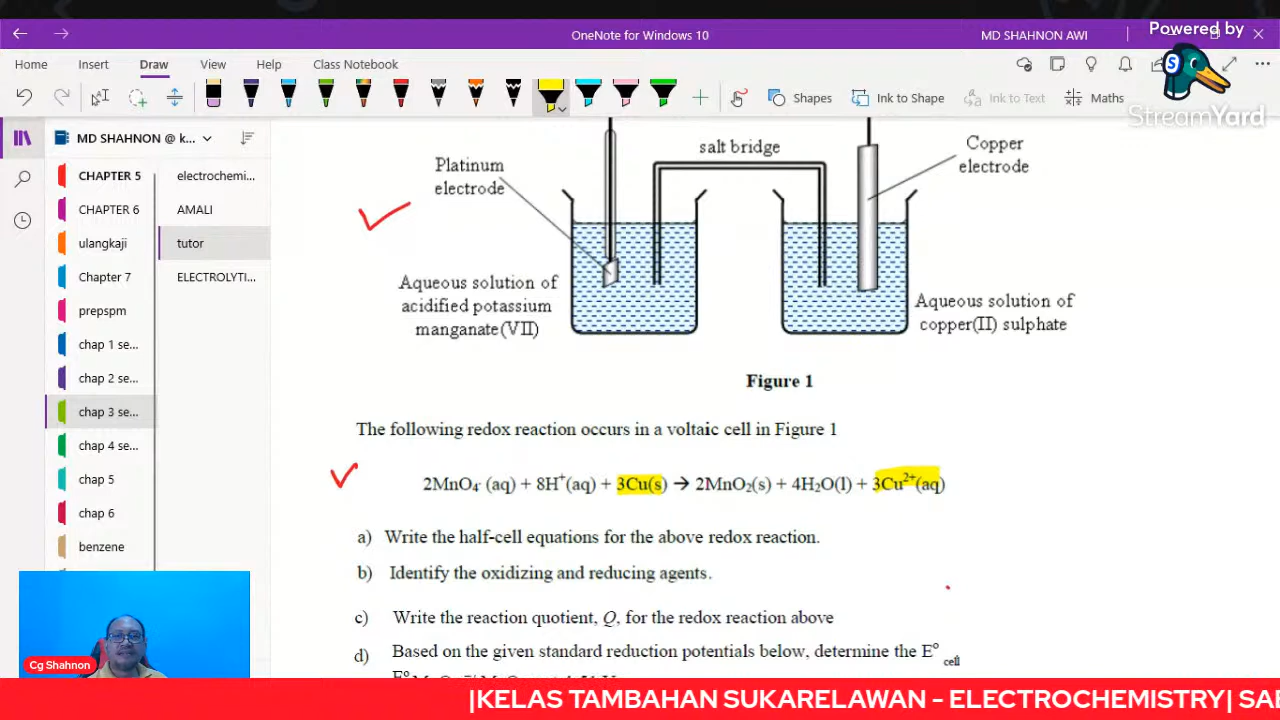 OneNote for Windows 10
MD SHAHNON AWI
Powered by
StreamYard
Home Insert Draw View Help Class Notebook
Shapes Ink to Shape Ink to Text Maths
MD SHAHNON @ k...
CHAPTER 5
CHAPTER 6
ulangkaji
Chapter 7
prepspm
chap 1 se...
chap 2 se...
chap 3 se...
chap 4 se...
chap 5
chap 6
benzene
electrochemi...
AMALI
tutor
ELECTROLYTI...
Platinum
electrode
salt bridge
Copper
electrode
Aqueous solution of
acidified potassium
manganate(VII)
Aqueous solution of
copper(II) sulphate
Figure 1
The following redox reaction occurs in a voltaic cell in Figure 1
2MnO₄⁻ (aq) + 8H⁺(aq) + 3Cu(s) → 2MnO₂(s) + 4H₂O(l) + 3Cu²⁺(aq)
a) Write the half-cell equations for the above redox reaction.
b) Identify the oxidizing and reducing agents.
c) Write the reaction quotient, Q, for the redox reaction above
d) Based on the given standard reduction potentials below, determine the E° cell
Cg Shahnon
|KELAS TAMBAHAN SUKARELAWAN - ELECTROCHEMISTRY| SA